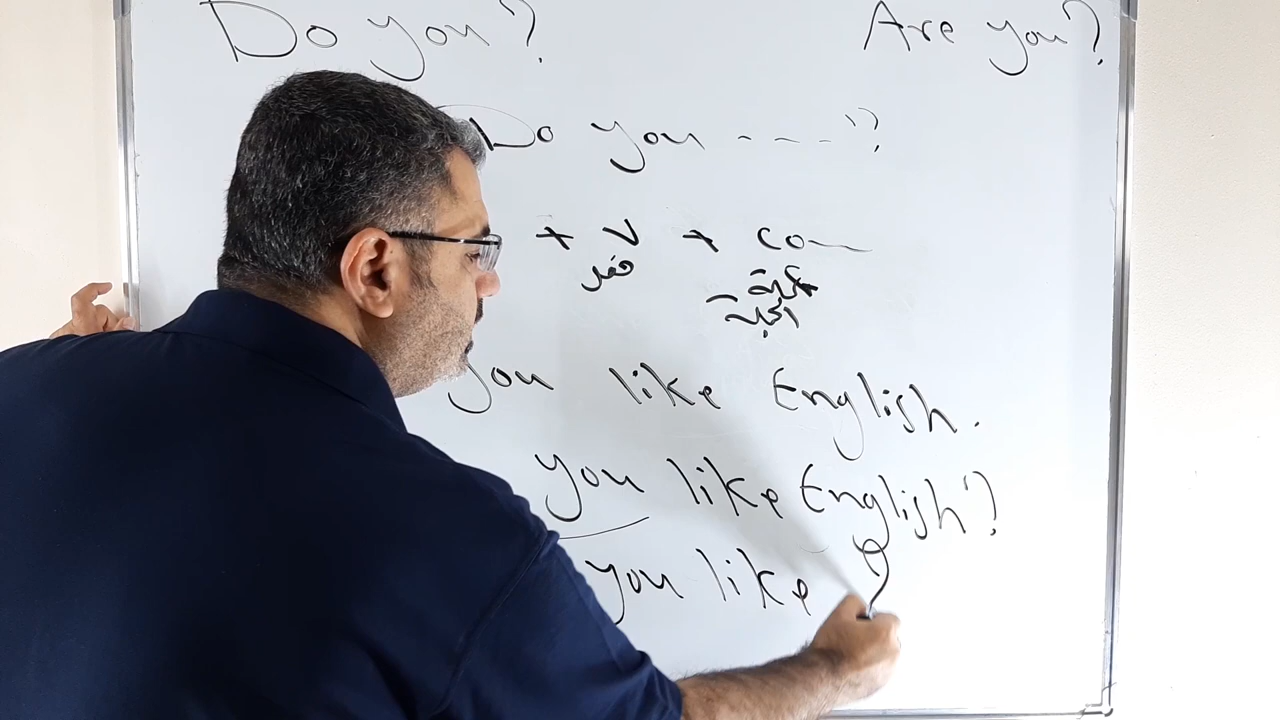 Do you? Are you?
Do you ----?
+ V + co
فعل
تكملة
الجملة
you like English.
you like English?
you like